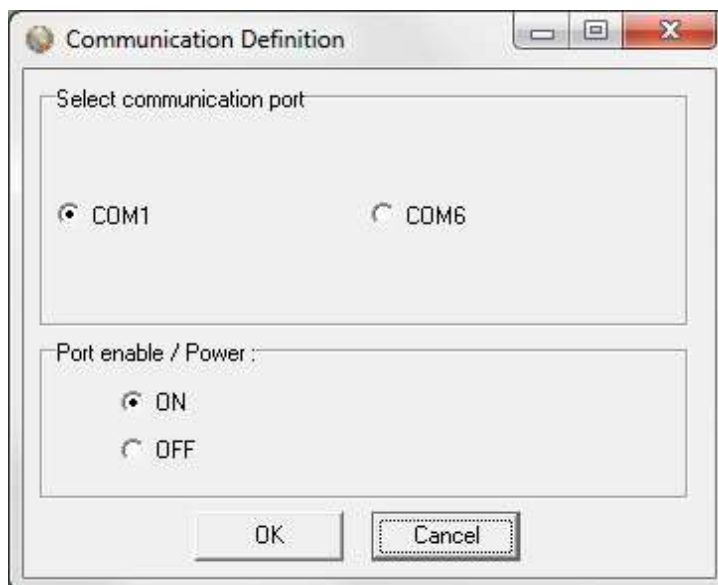 Communication Definition
Select communication port
COM1 COM6
Port enable / Power :
ON
OFF
OK Cancel